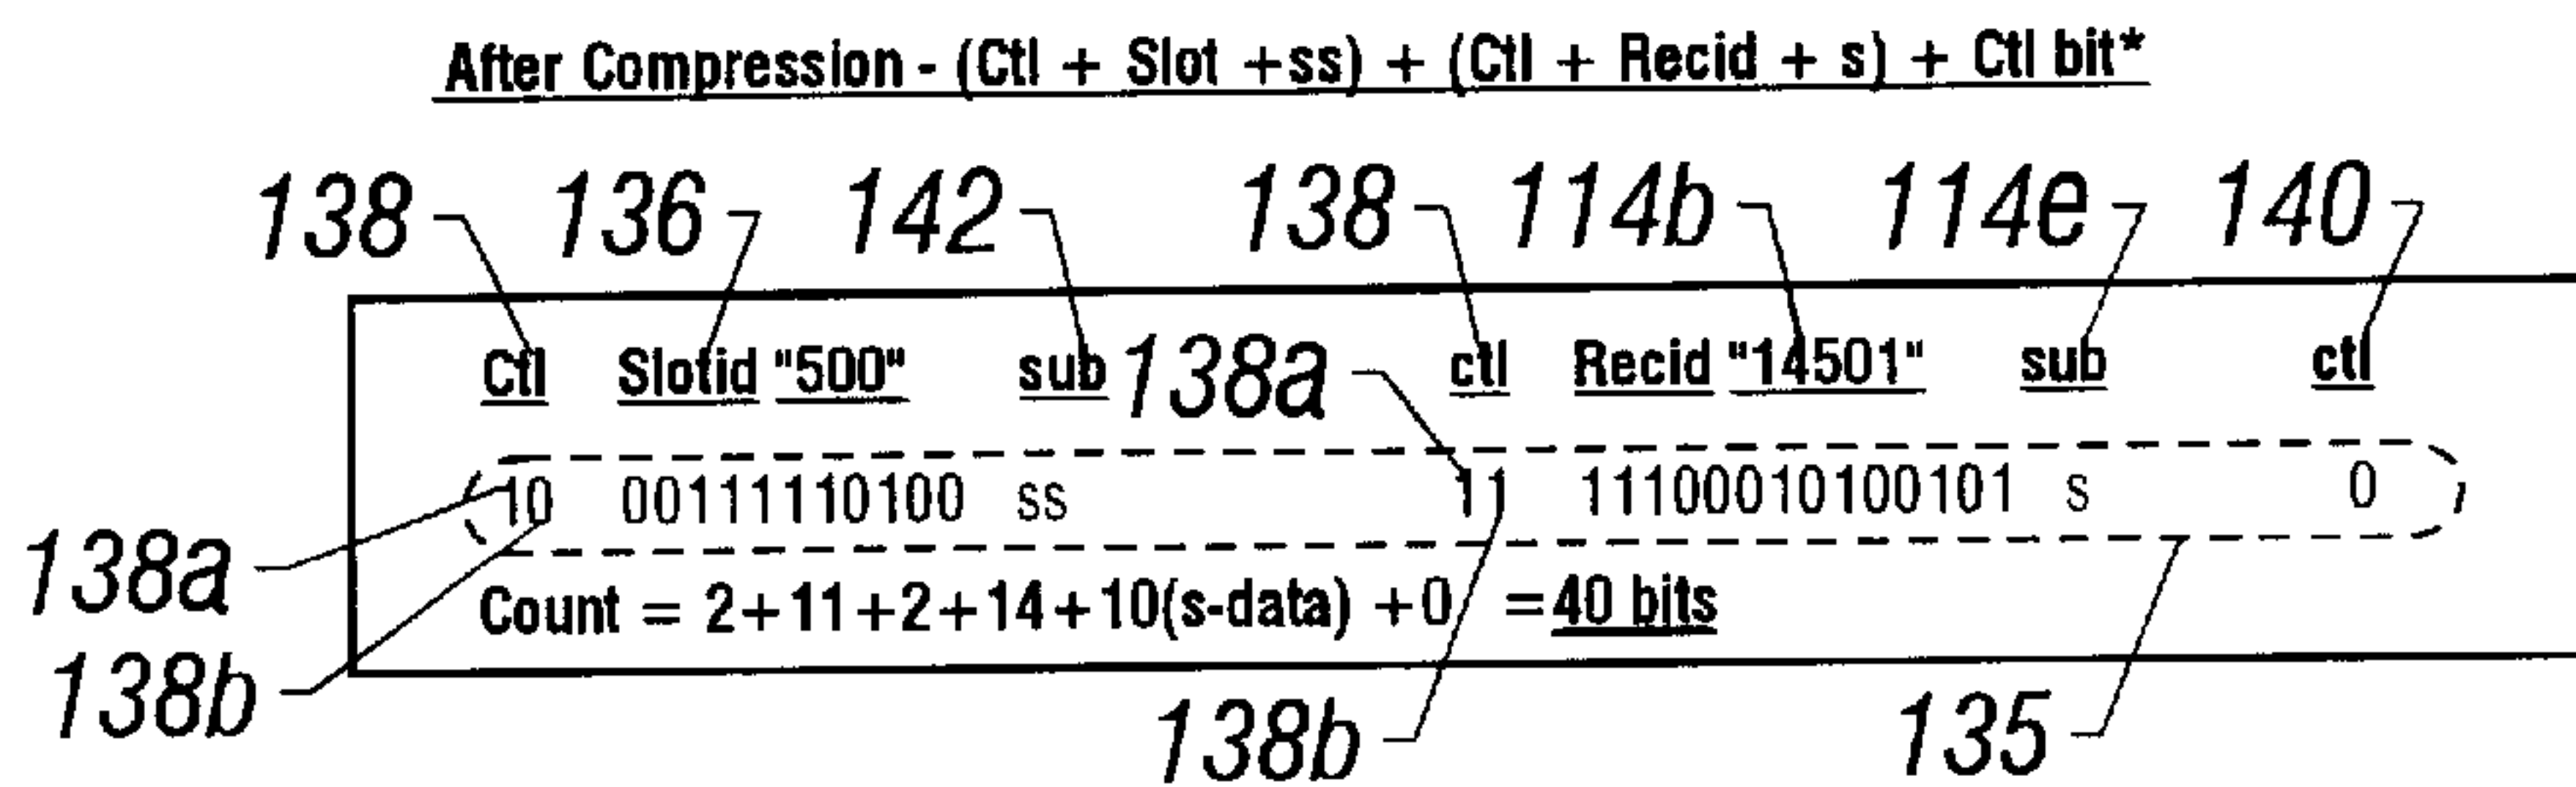 After Compression - (Ctl + Slot +ss) + (Ctl + Recid + s) + Ctl bit*
138 136 142 138 114b 114e 140
Ctl Slotid "500" sub 138a ctl Recid "14501" sub ctl
10 00111110100 ss 11 11100010100101 s 0
138a
Count = 2+11+2+14+10(s-data) +0 =40 bits
138b 138b 135